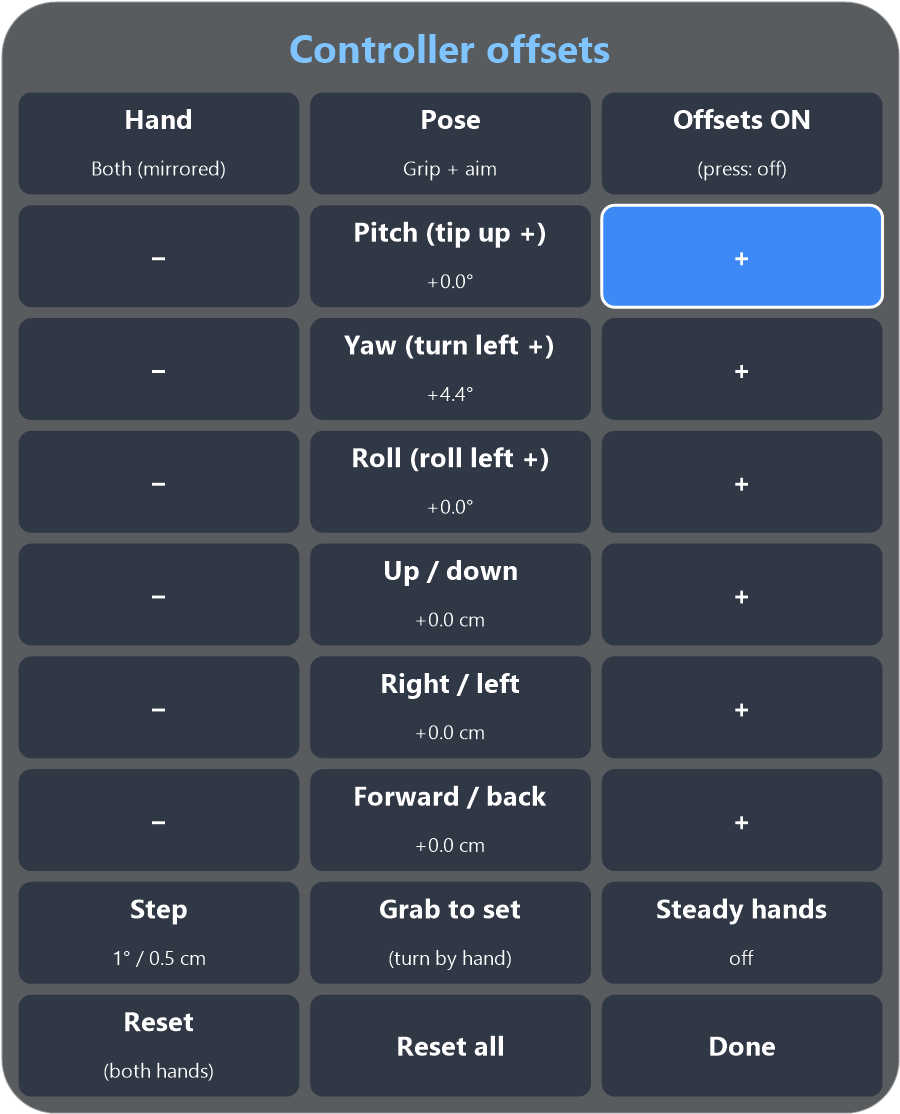 Controller offsets
Hand
Both (mirrored)
Pose
Grip + aim
Offsets ON
(press: off)
–
Pitch (tip up +)
+0.0°
+
–
Yaw (turn left +)
+4.4°
+
–
Roll (roll left +)
+0.0°
+
–
Up / down
+0.0 cm
+
–
Right / left
+0.0 cm
+
–
Forward / back
+0.0 cm
+
Step
1° / 0.5 cm
Grab to set
(turn by hand)
Steady hands
off
Reset
(both hands)
Reset all
Done